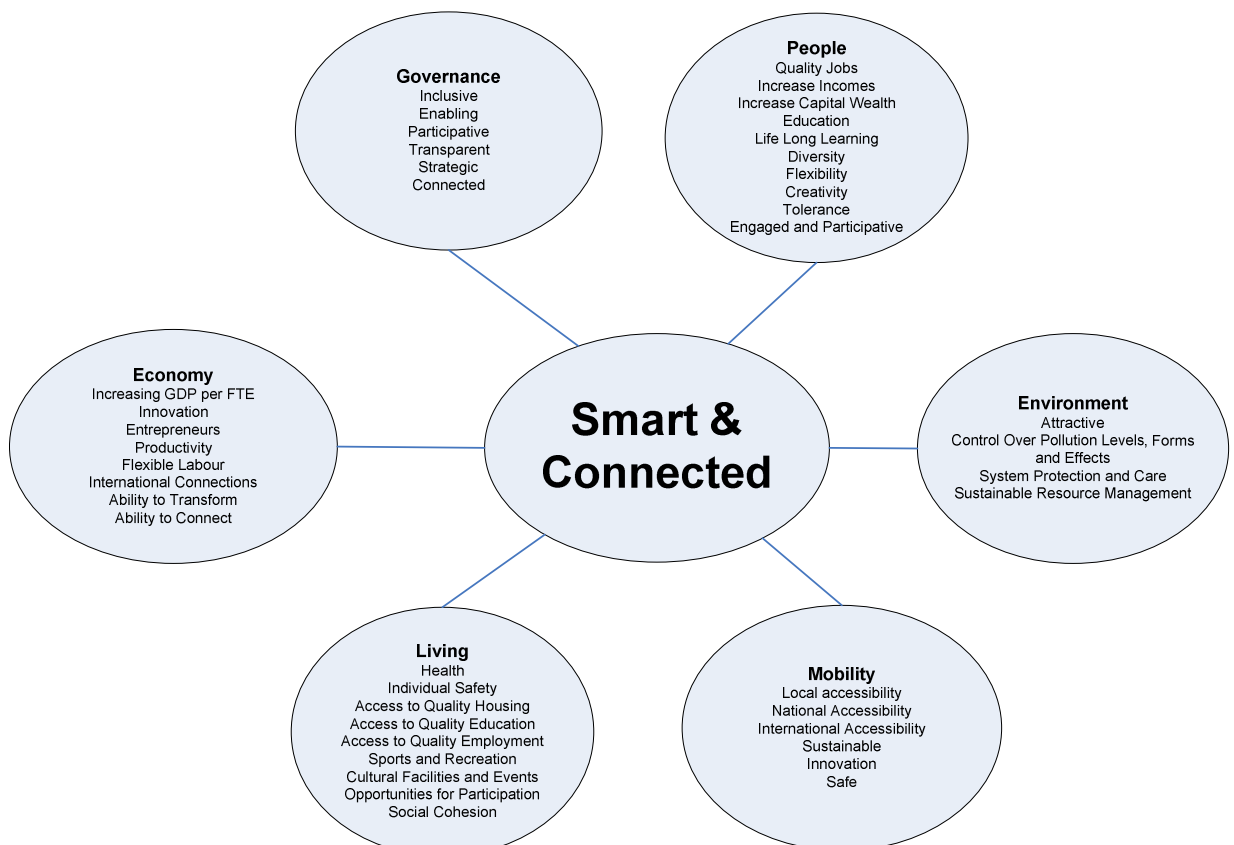 Governance
Inclusive
Enabling
Participative
Transparent
Strategic
Connected
People
Quality Jobs
Increase Incomes
Increase Capital Wealth
Education
Life Long Learning
Diversity
Flexibility
Creativity
Tolerance
Engaged and Participative
Economy
Increasing GDP per FTE
Innovation
Entrepreneurs
Productivity
Flexible Labour
International Connections
Ability to Transform
Ability to Connect
Smart &
Connected
Environment
Attractive
Control Over Pollution Levels, Forms
and Effects
System Protection and Care
Sustainable Resource Management
Living
Health
Individual Safety
Access to Quality Housing
Access to Quality Education
Access to Quality Employment
Sports and Recreation
Cultural Facilities and Events
Opportunities for Participation
Social Cohesion
Mobility
Local accessibility
National Accessibility
International Accessibility
Sustainable
Innovation
Safe